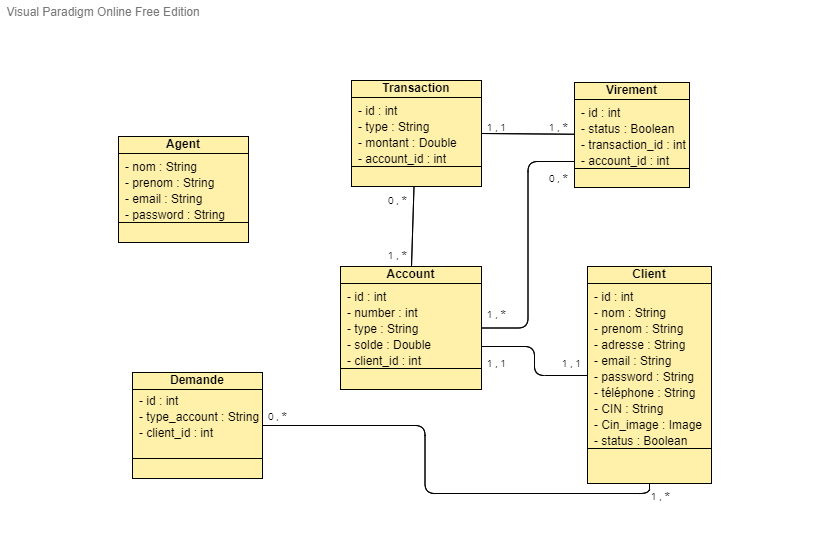 Visual Paradigm Online Free Edition
Transaction
- id : int
- type : String
- montant : Double
- account_id : int
Virement
- id : int
- status : Boolean
- transaction_id : int
- account_id : int
1,1
1,*
0,*
Agent
- nom : String
- prenom : String
- email : String
- password : String
0,*
1,*
Account
- id : int
- number : int
- type : String
- solde : Double
- client_id : int
1,*
1,1
1,1
Client
- id : int
- nom : String
- prenom : String
- adresse : String
- email : String
- password : String
- téléphone : String
- CIN : String
- Cin_image : Image
- status : Boolean
Demande
- id : int
- type_account : String
- client_id : int
0,*
1,*